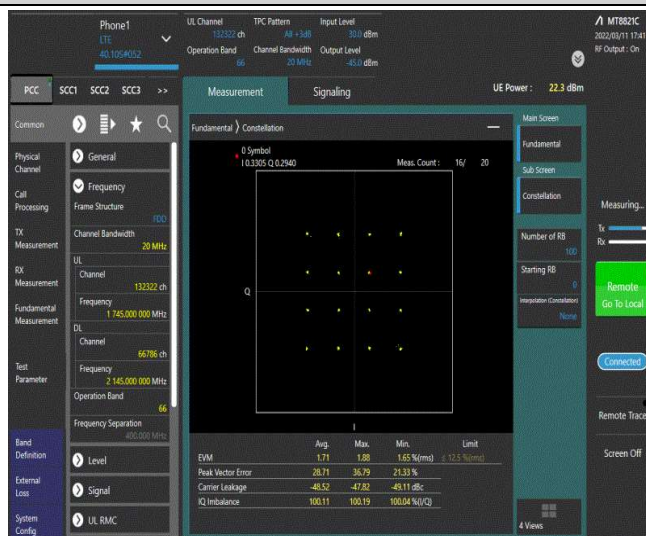 Phone1
LTE
40.10S#052
UL Channel
132322 ch
TPC Pattern
All +3dB
Input Level
30.0 dBm
Operation Band
66
Channel Bandwidth
20 MHz
Output Level
-45.0 dBm
MT8821C
2022/03/11 17:41
RF Output : On
PCC
SCC1
SCC2
SCC3
>>
Measurement
Signaling
UE Power : 22.3 dBm
Common
Physical
Channel
Call
Processing
TX
Measurement
RX
Measurement
Fundamental
Measurement
Test
Parameter
Band
Definition
External
Loss
System
Config
General
Frequency
Frame Structure
FDD
Channel Bandwidth
20 MHz
UL
Channel
132322 ch
Frequency
1 745.000 000 MHz
DL
Channel
66786 ch
Frequency
2 145.000 000 MHz
Operation Band
66
Frequency Separation
400.000 MHz
Level
Signal
UL RMC
Fundamental 〉 Constellation
0 Symbol
I 0.3305 Q 0.2940
Meas. Count : 16/ 20
Q
I
Avg. Max. Min. Limit
EVM 1.71 1.88 1.65 %(rms) ≤ 12.5 %(rms)
Peak Vector Error 28.71 36.79 21.33 %
Carrier Leakage -48.52 -47.82 -49.11 dBc
IQ Imbalance 100.11 100.19 100.04 %(I/Q)
Main Screen
Fundamental
Sub Screen
Constellation
Number of RB
100
Starting RB
0
Interpolation (Constellation)
None
4 Views
Measuring...
Tx
Rx
Remote
Go To Local
Connected
Remote Trace
Screen Off